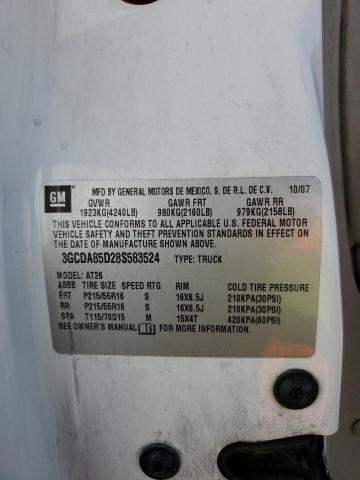 GM
MFD BY GENERAL MOTORS DE MEXICO, S. DE R.L. DE C.V. 10/07
GVWR GAWR FRT GAWR RR
1923KG(4240LB) 980KG(2160LB) 979KG(2158LB)
THIS VEHICLE CONFORMS TO ALL APPLICABLE U.S. FEDERAL MOTOR
VEHICLE SAFETY AND THEFT PREVENTION STANDARDS IN EFFECT ON
THE DATE OF MANUFACTURE SHOWN ABOVE.
3GCDA85D28S583524 TYPE: TRUCK
MODEL: AT26
ABBB TIRE SIZE SPEED RTG RIM COLD TIRE PRESSURE
FRT P215/55R16 S 16X6.5J 210KPA(30PSI)
RR P215/55R16 S 16X6.5J 210KPA(30PSI)
SPA T115/70D15 M 15X4T 420KPA(60PSI)
SEE OWNER'S MANUAL FOR ADDITIONAL INFORMATION.